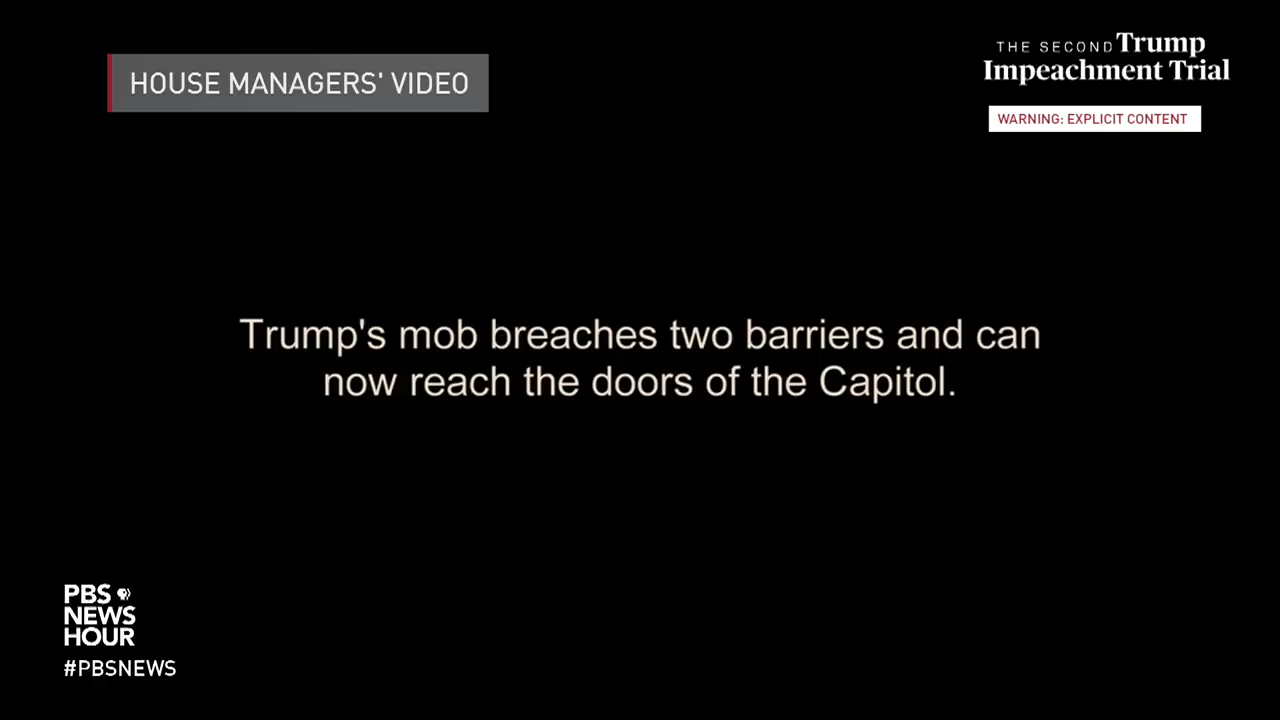 HOUSE MANAGERS' VIDEO
THE SECOND Trump
Impeachment Trial
WARNING: EXPLICIT CONTENT
Trump's mob breaches two barriers and can
now reach the doors of the Capitol.
PBS
NEWS
HOUR
#PBSNEWS